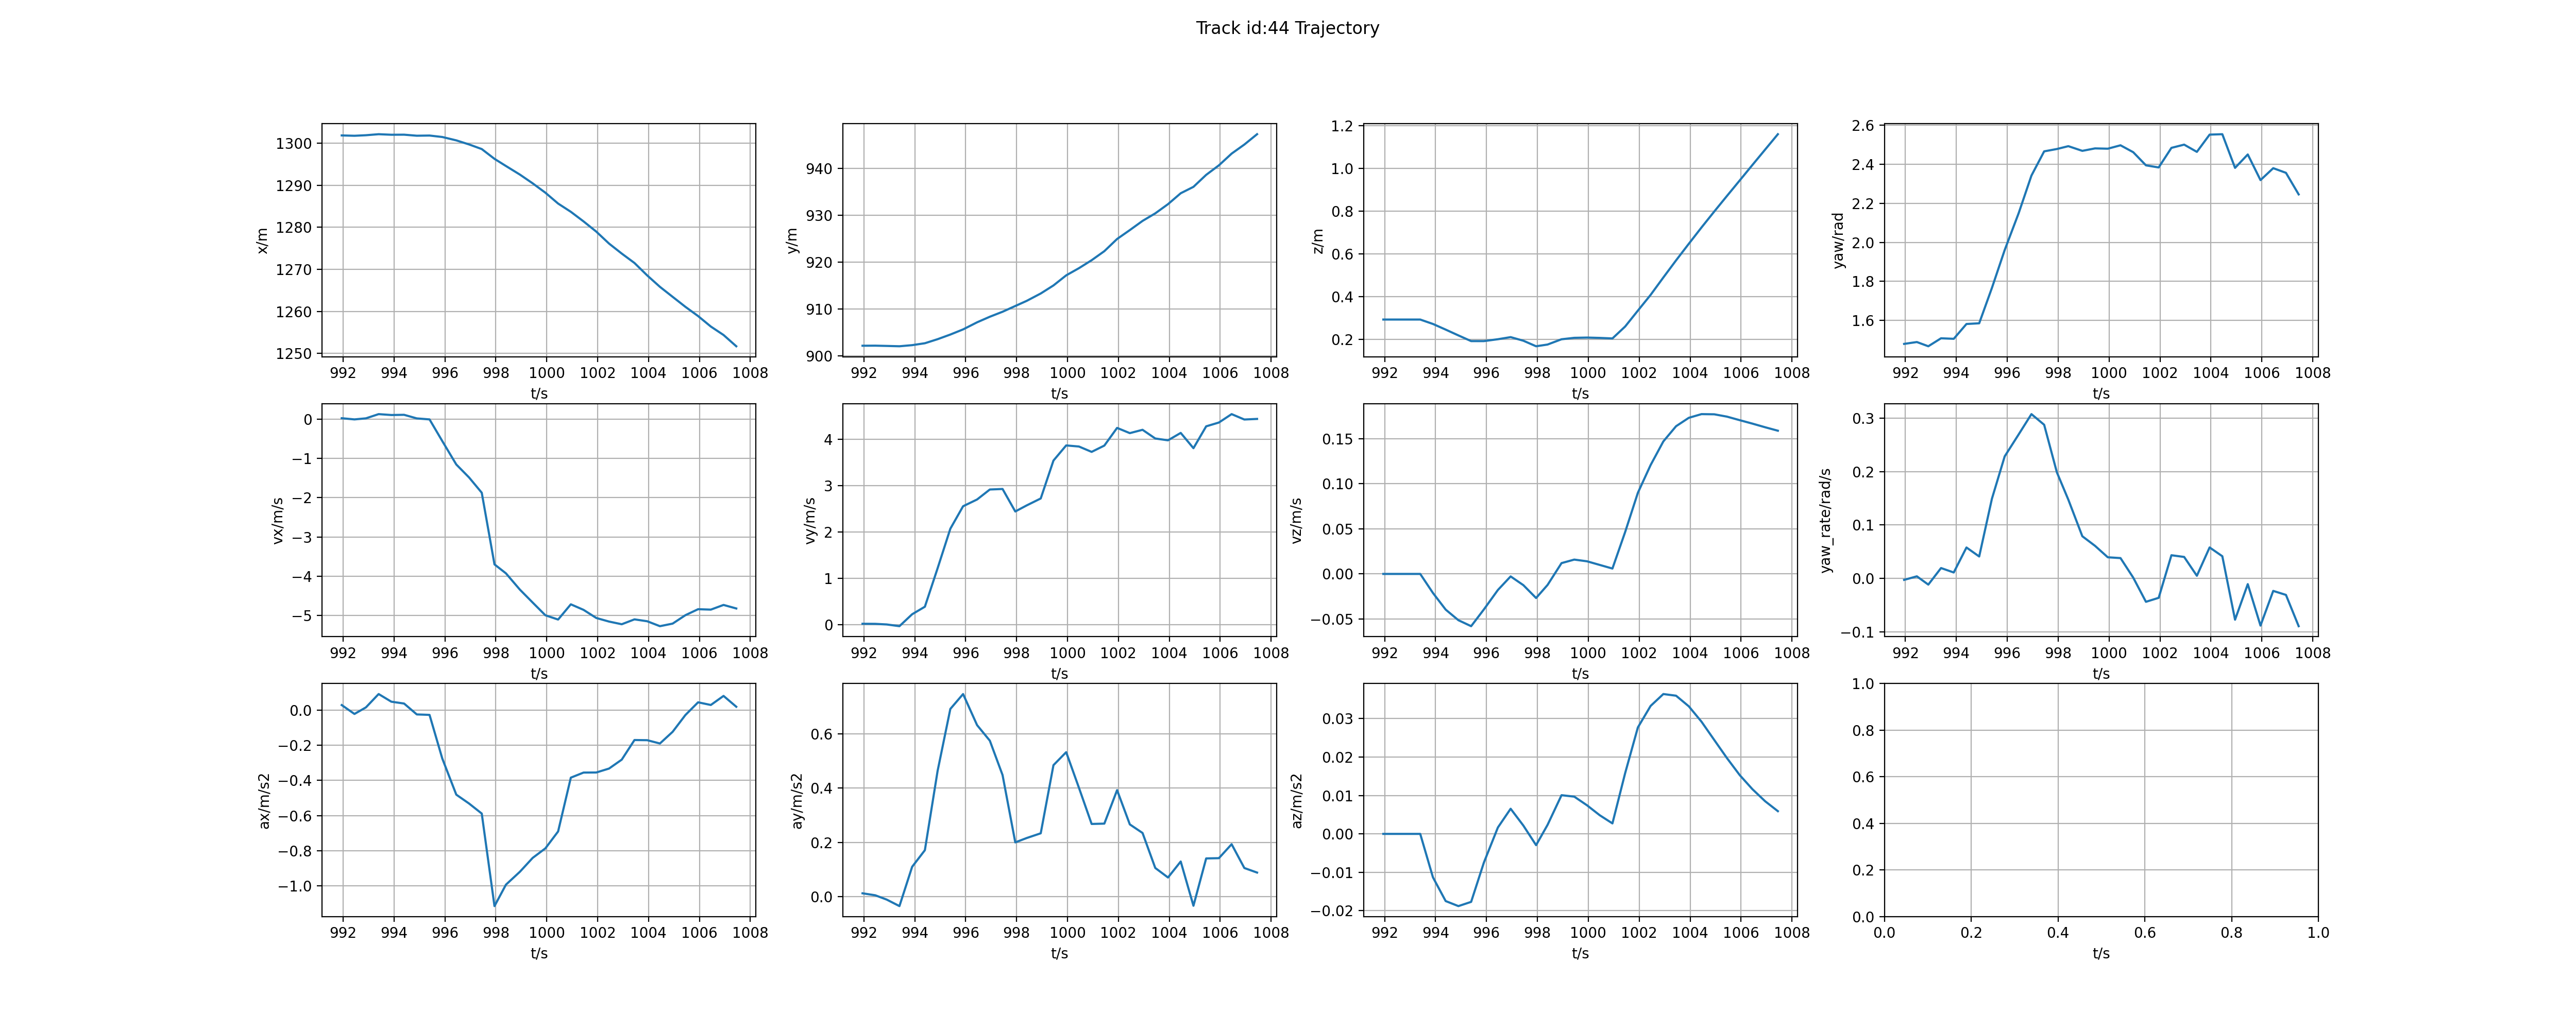 Track id:44 Trajectory
x/m
1300
1290
1280
1270
1260
1250
992 994 996 998 1000 1002 1004 1006 1008
t/s
y/m
940
930
920
910
900
992 994 996 998 1000 1002 1004 1006 1008
t/s
z/m
1.2
1.0
0.8
0.6
0.4
0.2
992 994 996 998 1000 1002 1004 1006 1008
t/s
yaw/rad
2.6
2.4
2.2
2.0
1.8
1.6
992 994 996 998 1000 1002 1004 1006 1008
t/s
vx/m/s
0
−1
−2
−3
−4
−5
992 994 996 998 1000 1002 1004 1006 1008
t/s
vy/m/s
4
3
2
1
0
992 994 996 998 1000 1002 1004 1006 1008
t/s
vz/m/s
0.15
0.10
0.05
0.00
−0.05
992 994 996 998 1000 1002 1004 1006 1008
t/s
yaw_rate/rad/s
0.3
0.2
0.1
0.0
−0.1
992 994 996 998 1000 1002 1004 1006 1008
t/s
ax/m/s2
0.0
−0.2
−0.4
−0.6
−0.8
−1.0
992 994 996 998 1000 1002 1004 1006 1008
t/s
ay/m/s2
0.6
0.4
0.2
0.0
992 994 996 998 1000 1002 1004 1006 1008
t/s
az/m/s2
0.03
0.02
0.01
0.00
−0.01
−0.02
992 994 996 998 1000 1002 1004 1006 1008
t/s
1.0
0.8
0.6
0.4
0.2
0.0
0.0 0.2 0.4 0.6 0.8 1.0
t/s